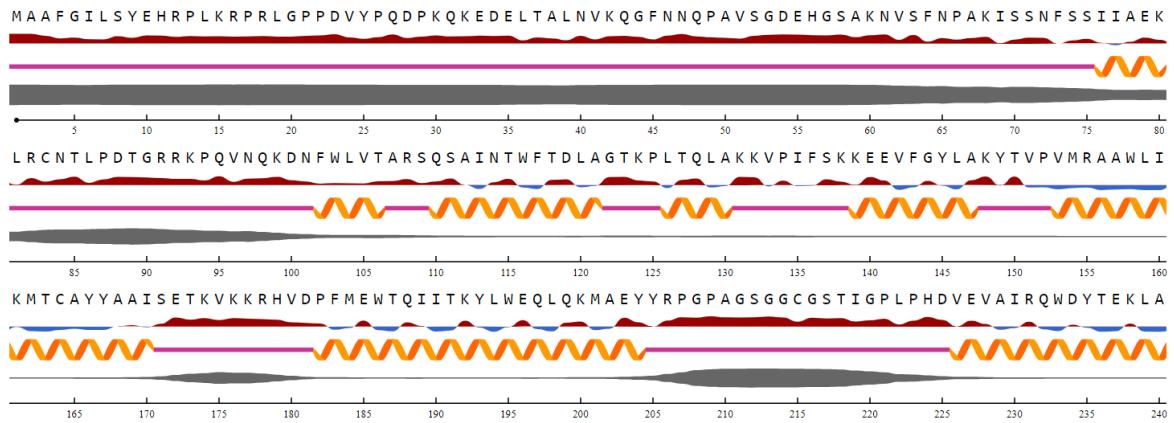 MAAFGILSYEHRPLKRPRLGPPDVYPQDPKQKEDELTALNVKQGFNNQPAVSGDEHGSAKNVSFNPAKISSNFSSIIAEK
5 10 15 20 25 30 35 40 45 50 55 60 65 70 75 80
LRCNTLPDTGRRKPQVNQKDNFWLVTARSQSAINTWFTDLAGTKPLTQLAKKVPIFSKKEEVFGYLAKYTVPVMRAAWLI
85 90 95 100 105 110 115 120 125 130 135 140 145 150 155 160
KMTCAYYAAISETKVKKRHVDPFMEWTQIITKYLWEQLQKMAEYYRPGPAGSGGCGSTIGPLPHDVEVAIRQWDYTEKLA
165 170 175 180 185 190 195 200 205 210 215 220 225 230 235 240